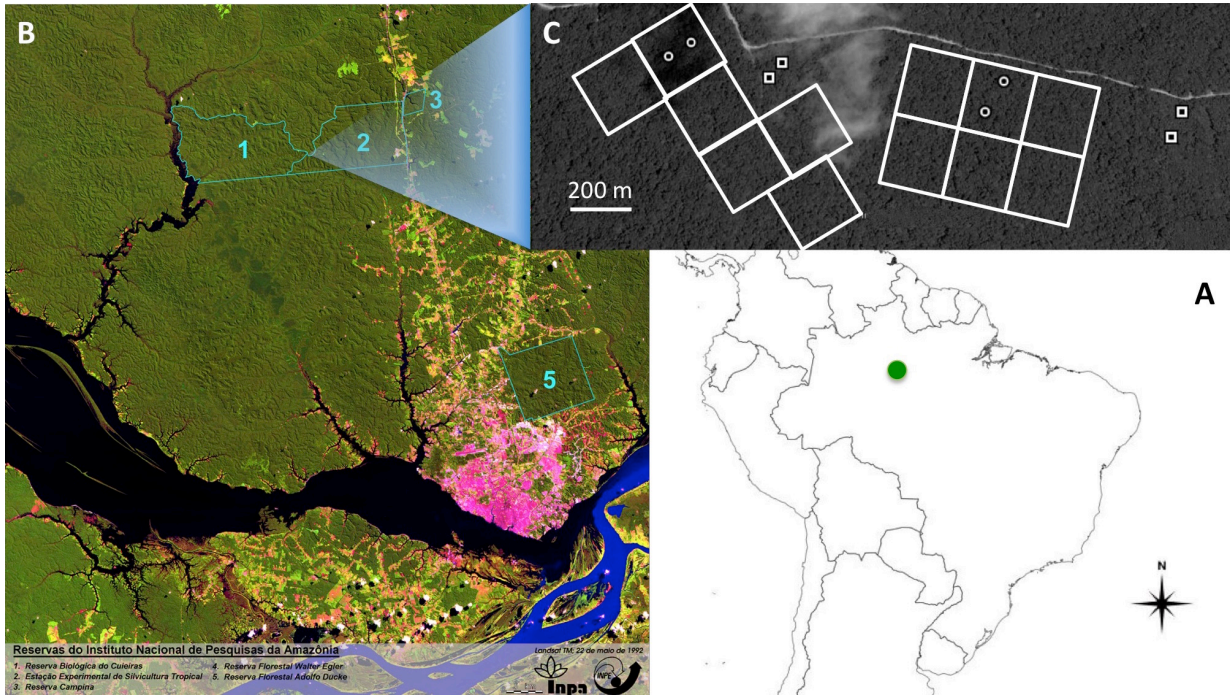 B
C
3
1
2
200 m
A
5
N
Reservas do Instituto Nacional de Pesquisas da Amazônia
Landsat TM: 22 de maio de 1992
1. Reserva Biológica do Cuieiras
2. Estação Experimental de Silvicultura Tropical
3. Reserva Campina
4. Reserva Florestal Walter Egler
5. Reserva Florestal Adolfo Ducke
Inpa
INPE